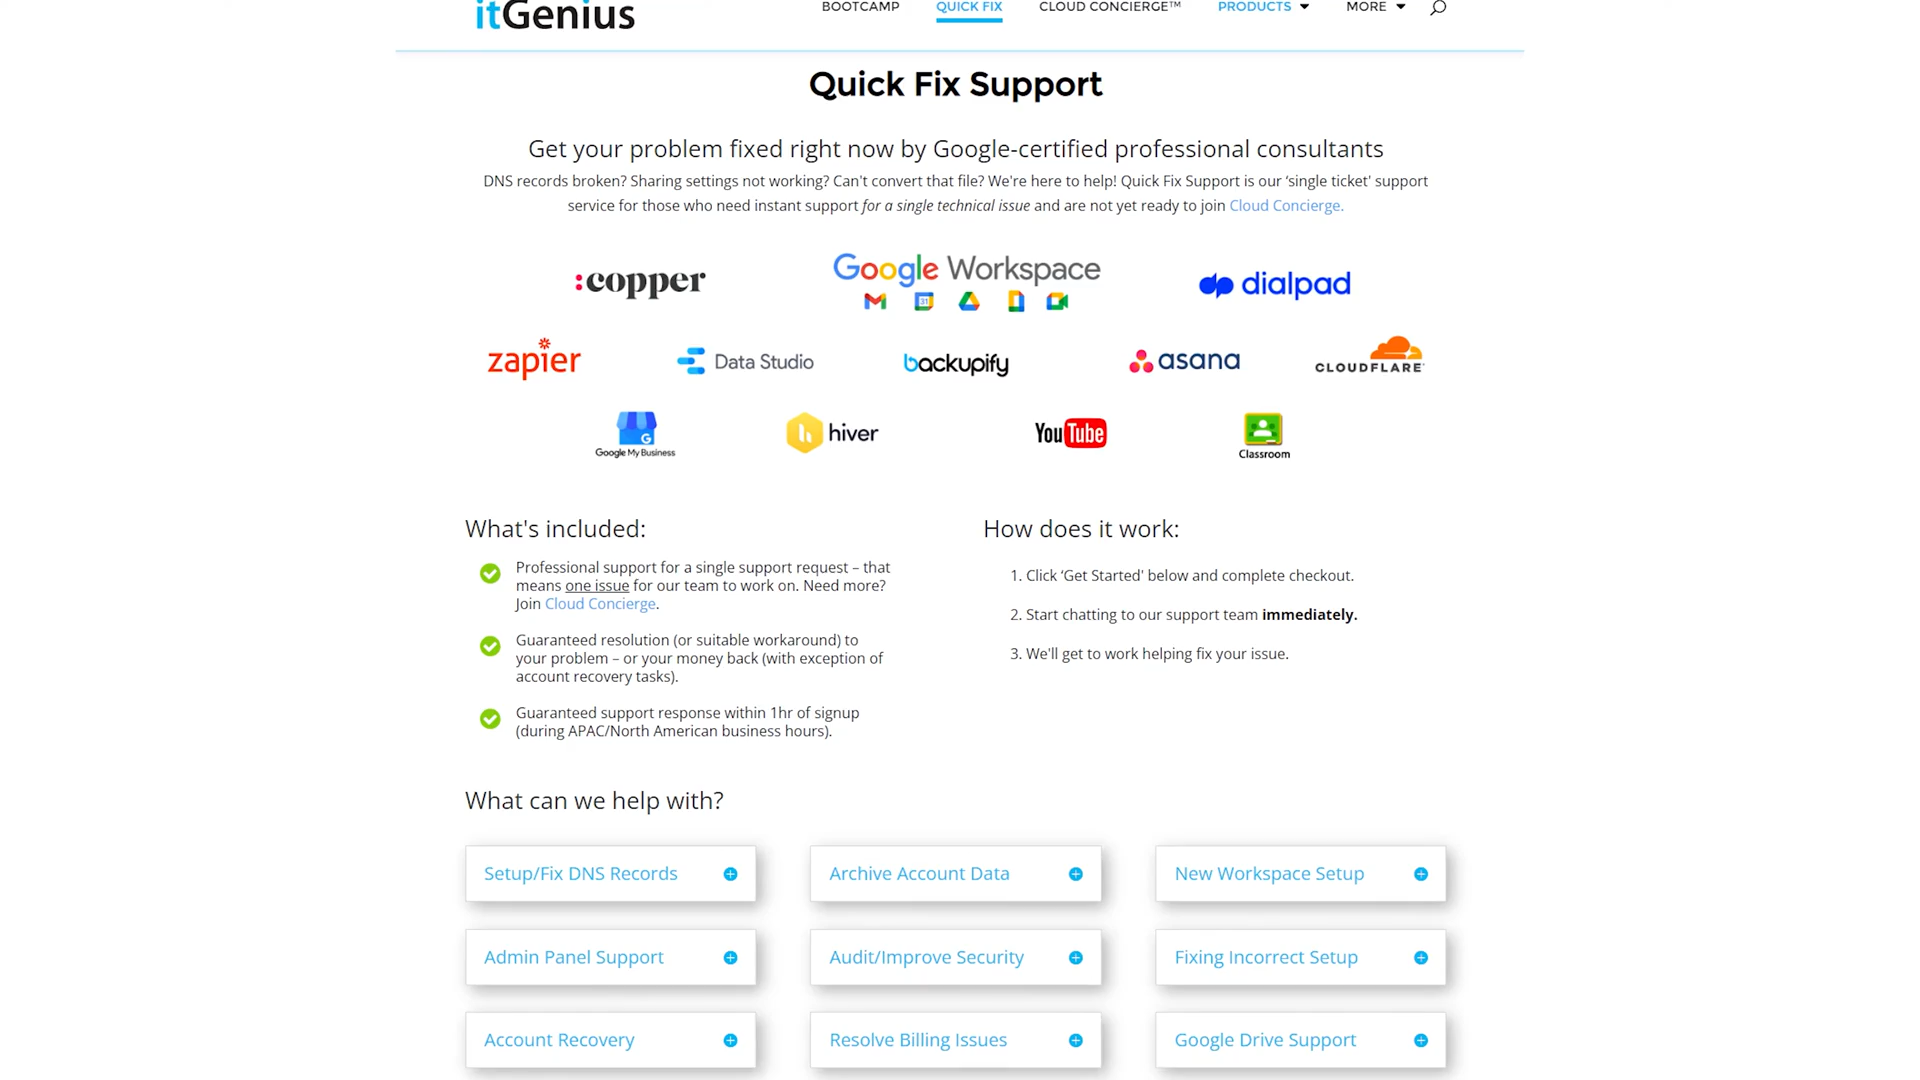 itGenius
BOOTCAMP QUICK FIX CLOUD CONCIERGE™ PRODUCTS MORE
Quick Fix Support
Get your problem fixed right now by Google-certified professional consultants
DNS records broken? Sharing settings not working? Can't convert that file? We're here to help! Quick Fix Support is our ‘single ticket' support
service for those who need instant support for a single technical issue and are not yet ready to join Cloud Concierge.
:copper Google Workspace dialpad
31
zapier Data Studio backupify asana CLOUDFLARE
G h hiver YouTube
Google My Business Classroom
What's included:
Professional support for a single support request – that
means one issue for our team to work on. Need more?
Join Cloud Concierge.
Guaranteed resolution (or suitable workaround) to
your problem – or your money back (with exception of
account recovery tasks).
Guaranteed support response within 1hr of signup
(during APAC/North American business hours).
How does it work:
1. Click ‘Get Started' below and complete checkout.
2. Start chatting to our support team immediately.
3. We'll get to work helping fix your issue.
What can we help with?
Setup/Fix DNS Records Archive Account Data New Workspace Setup
Admin Panel Support Audit/Improve Security Fixing Incorrect Setup
Account Recovery Resolve Billing Issues Google Drive Support